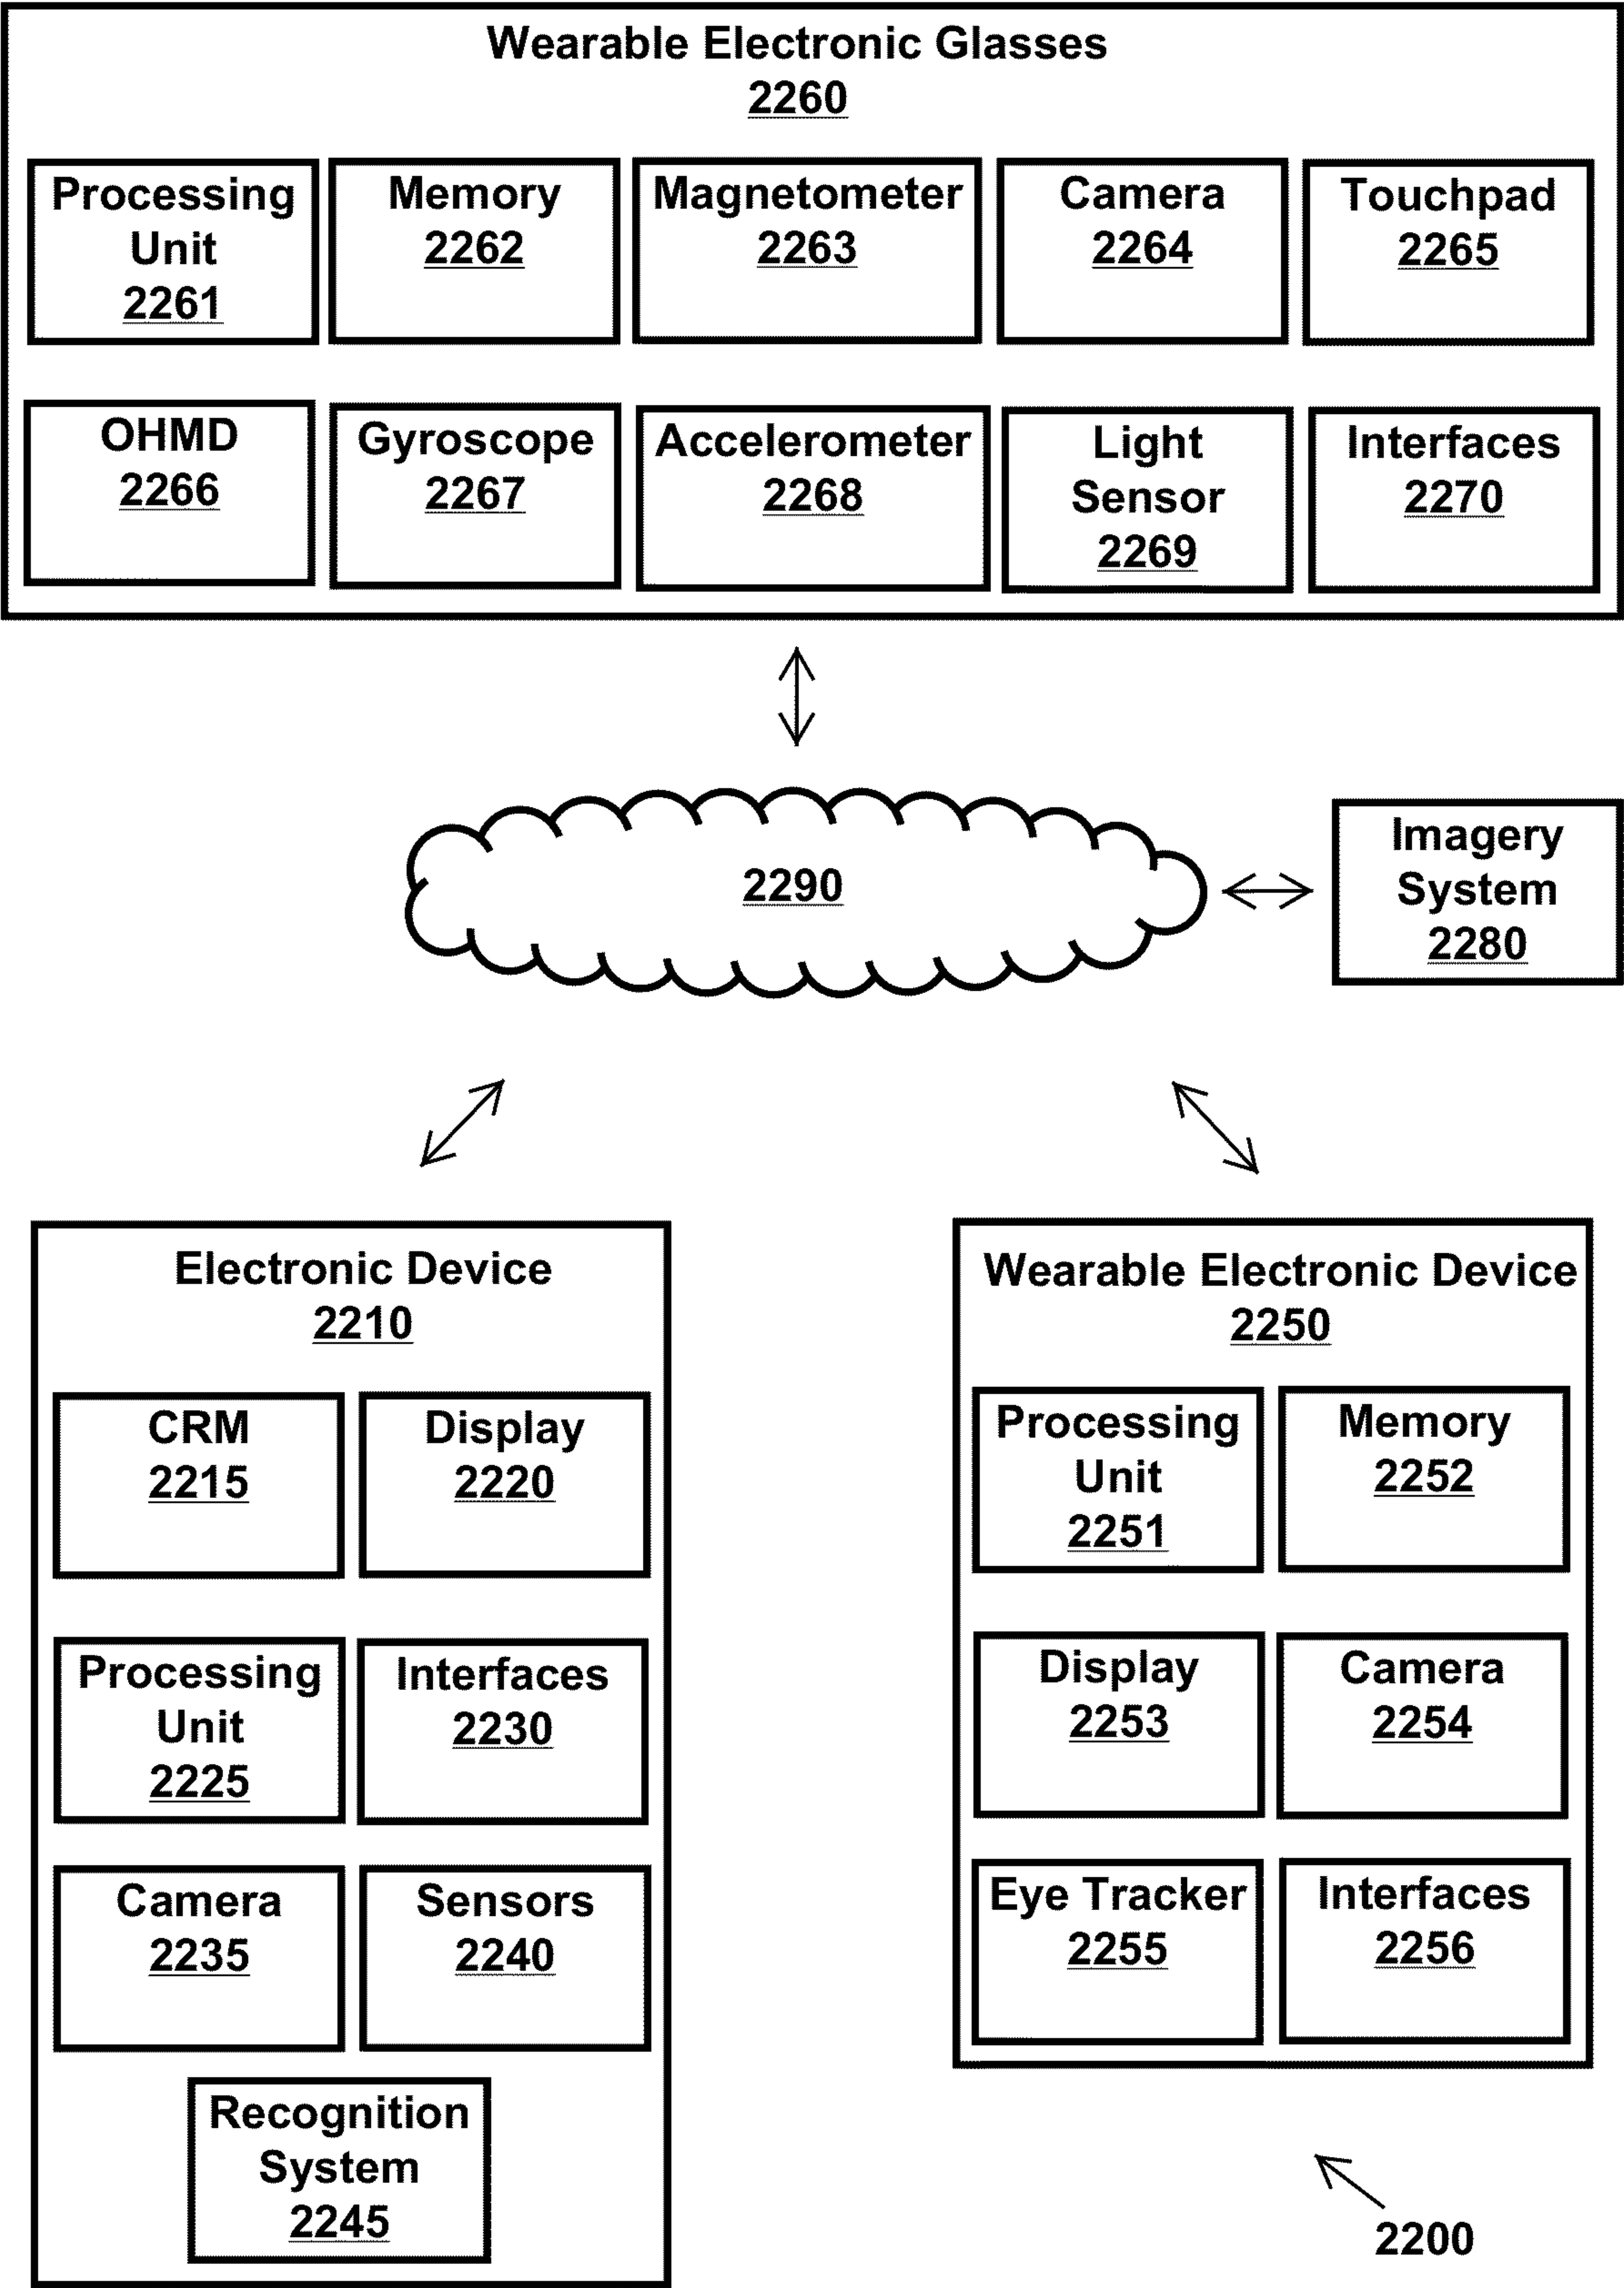 Wearable Electronic Glasses
2260
Processing
Unit
2261
Memory
2262
Magnetometer
2263
Camera
2264
Touchpad
2265
OHMD
2266
Gyroscope
2267
Accelerometer
2268
Light
Sensor
2269
Interfaces
2270
2290
Imagery
System
2280
Electronic Device
2210
CRM
2215
Display
2220
Processing
Unit
2225
Interfaces
2230
Camera
2235
Sensors
2240
Recognition
System
2245
Wearable Electronic Device
2250
Processing
Unit
2251
Memory
2252
Display
2253
Camera
2254
Eye Tracker
2255
Interfaces
2256
2200